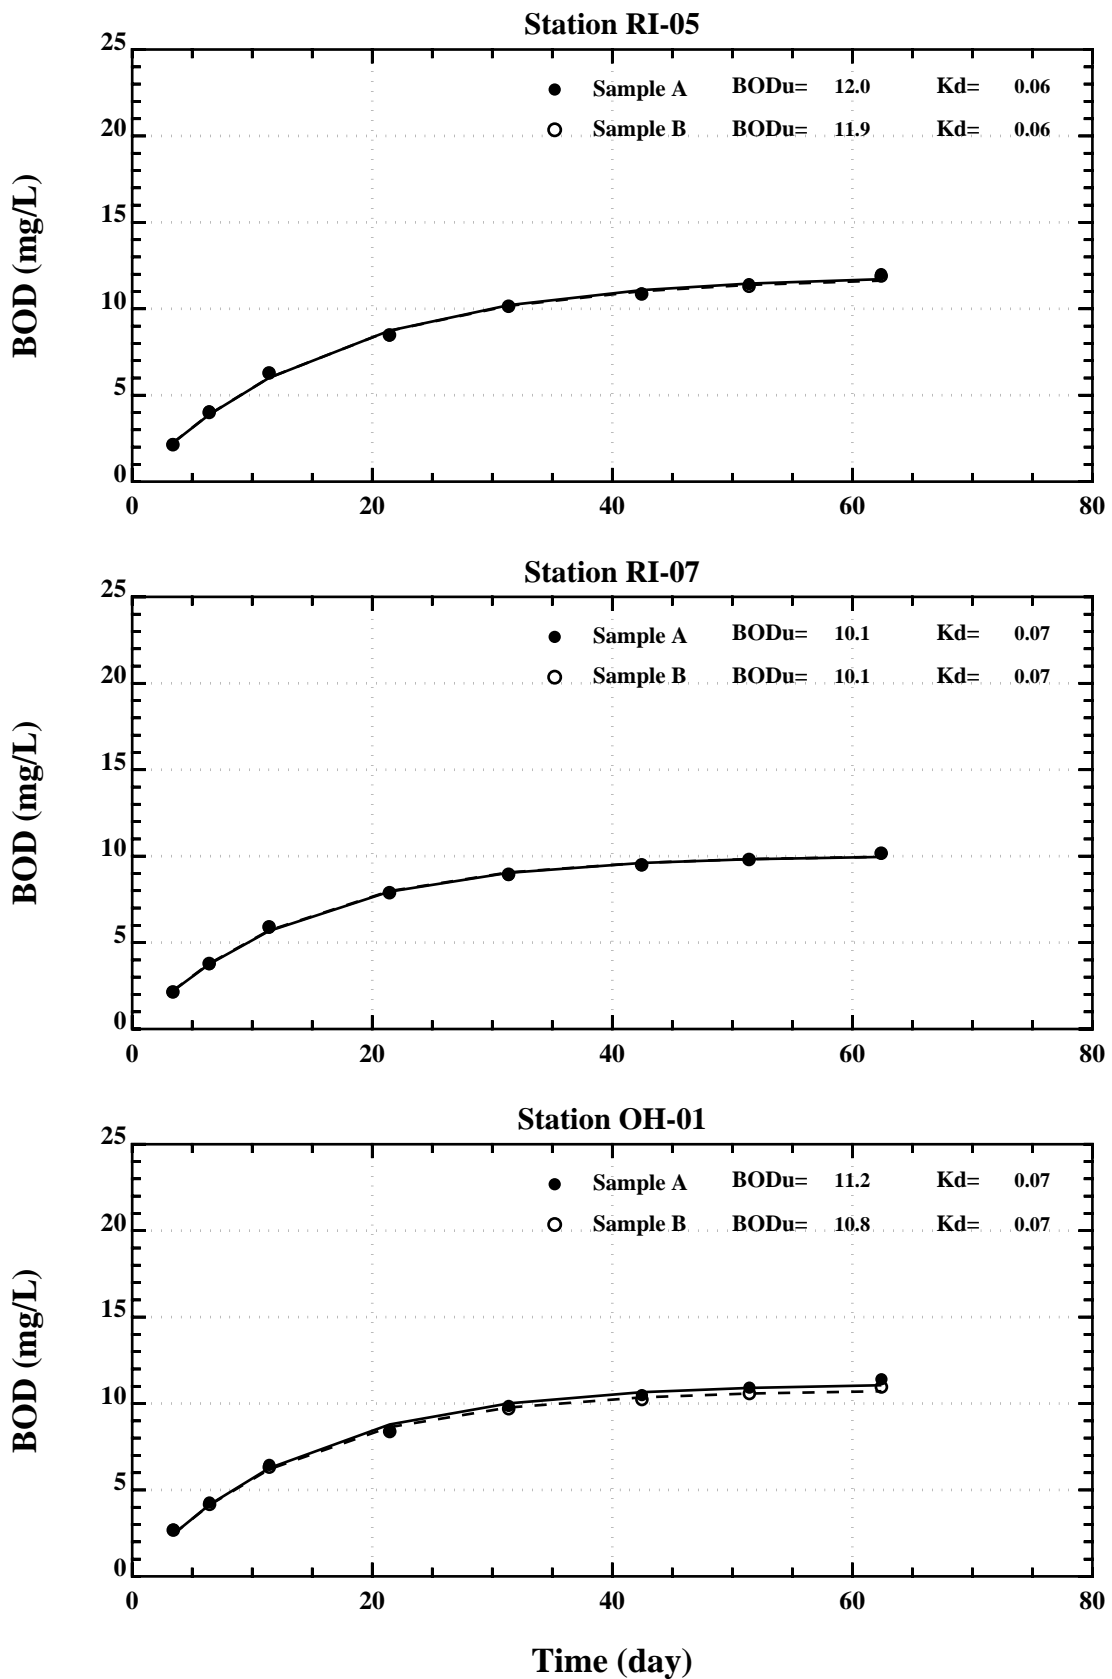 Station RI-05
25
Sample A BODu= 12.0 Kd= 0.06
Sample B BODu= 11.9 Kd= 0.06
20
15
10
5
0
BOD (mg/L)
0 20 40 60 80
Station RI-07
25
Sample A BODu= 10.1 Kd= 0.07
Sample B BODu= 10.1 Kd= 0.07
20
15
10
5
0
BOD (mg/L)
0 20 40 60 80
Station OH-01
25
Sample A BODu= 11.2 Kd= 0.07
Sample B BODu= 10.8 Kd= 0.07
20
15
10
5
0
BOD (mg/L)
0 20 40 60 80
Time (day)